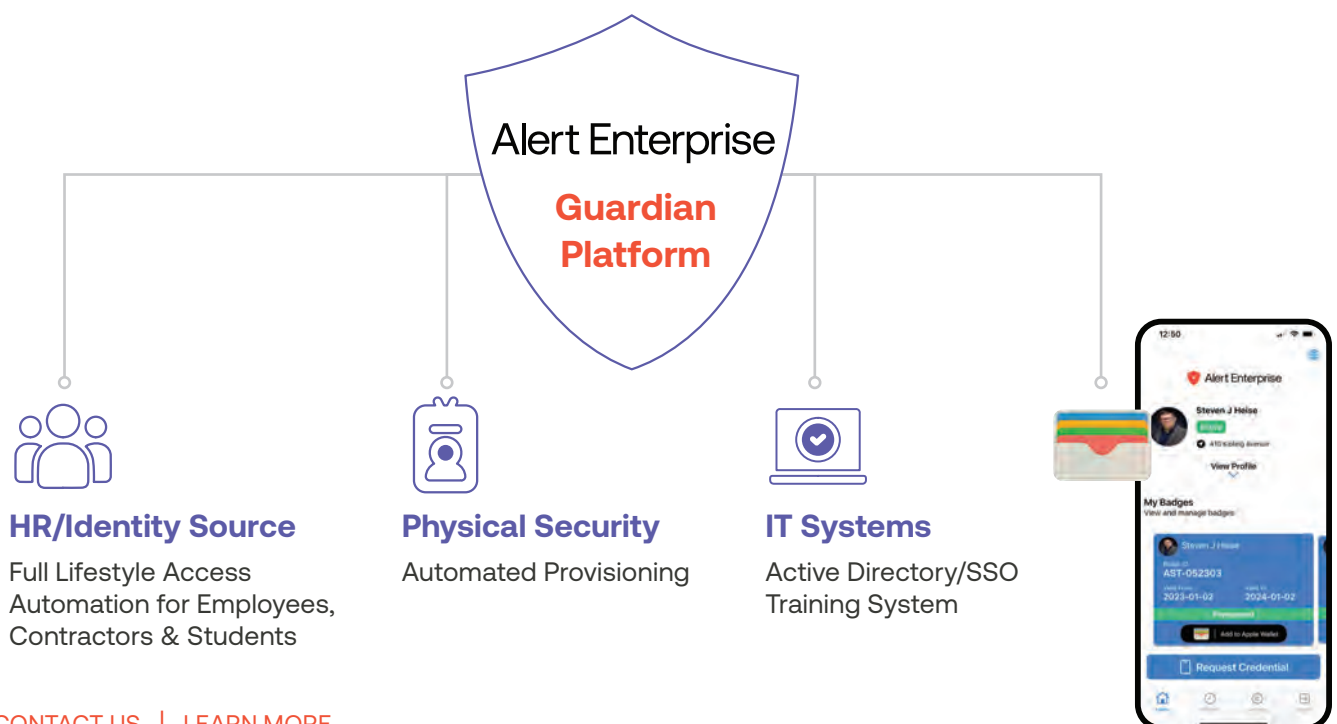 Alert Enterprise
Guardian
Platform
HR/Identity Source
Full Lifestyle Access
Automation for Employees,
Contractors & Students
Physical Security
Automated Provisioning
IT Systems
Active Directory/SSO
Training System
12:50
Alert Enterprise
Steven J Heise
View Profile
My Badges
View and manage badges
Steven J Heise
AST-052303
2023-01-02 2024-01-02
Add to Apple Wallet
Request Credential
CONTACT US | LEARN MORE